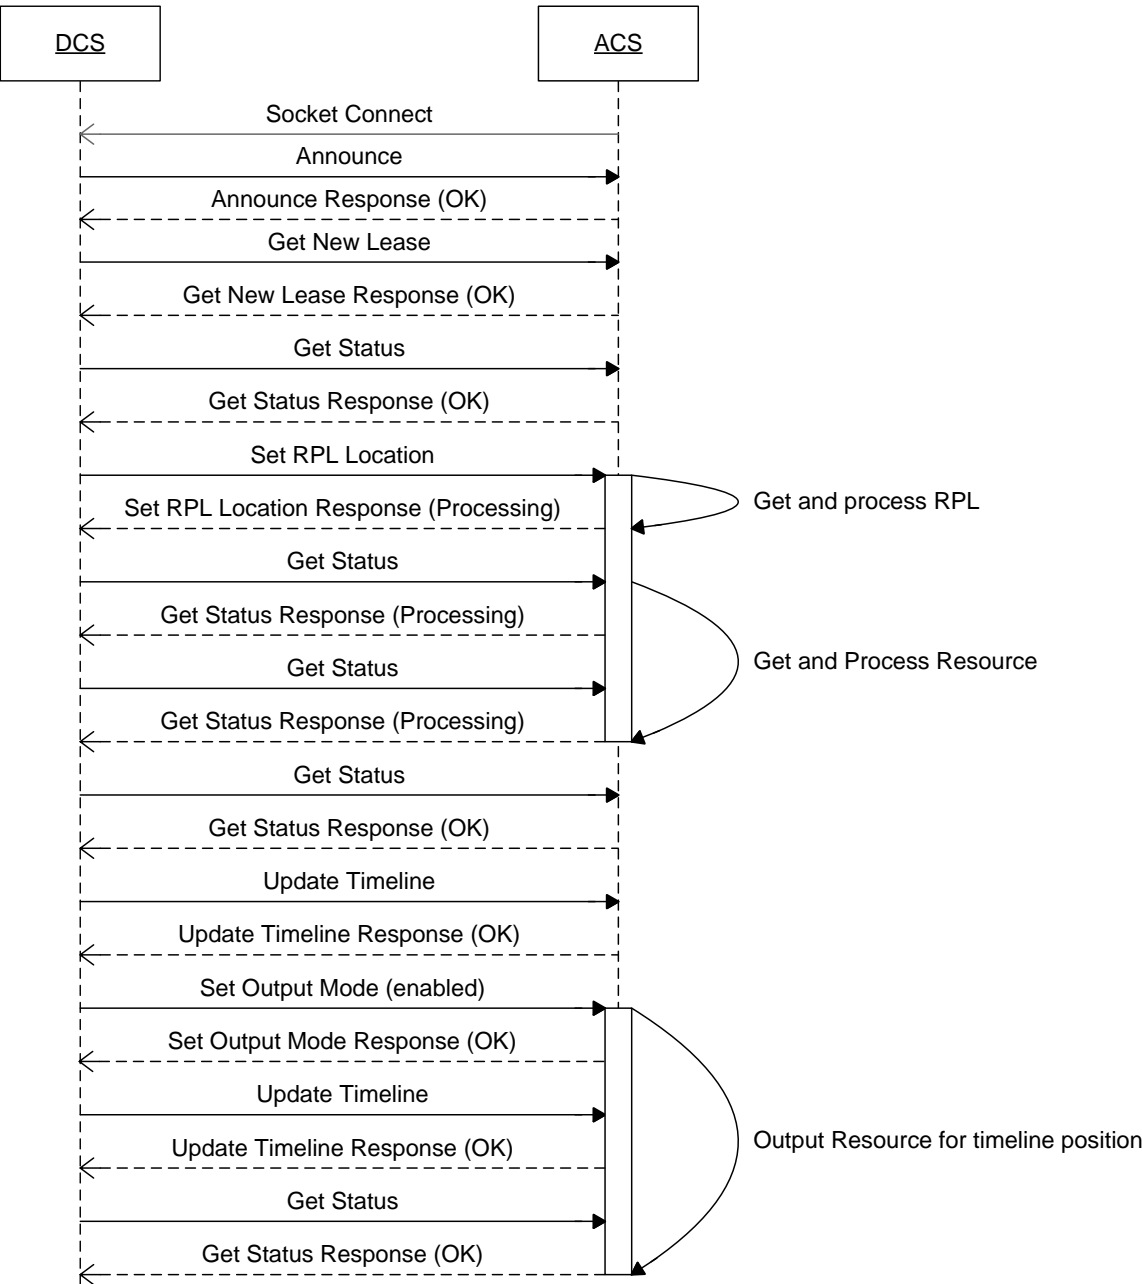 DCS
ACS
Socket Connect
Announce
Announce Response (OK)
Get New Lease
Get New Lease Response (OK)
Get Status
Get Status Response (OK)
Set RPL Location
Get and process RPL
Set RPL Location Response (Processing)
Get Status
Get Status Response (Processing)
Get and Process Resource
Get Status
Get Status Response (Processing)
Get Status
Get Status Response (OK)
Update Timeline
Update Timeline Response (OK)
Set Output Mode (enabled)
Set Output Mode Response (OK)
Update Timeline
Output Resource for timeline position
Update Timeline Response (OK)
Get Status
Get Status Response (OK)